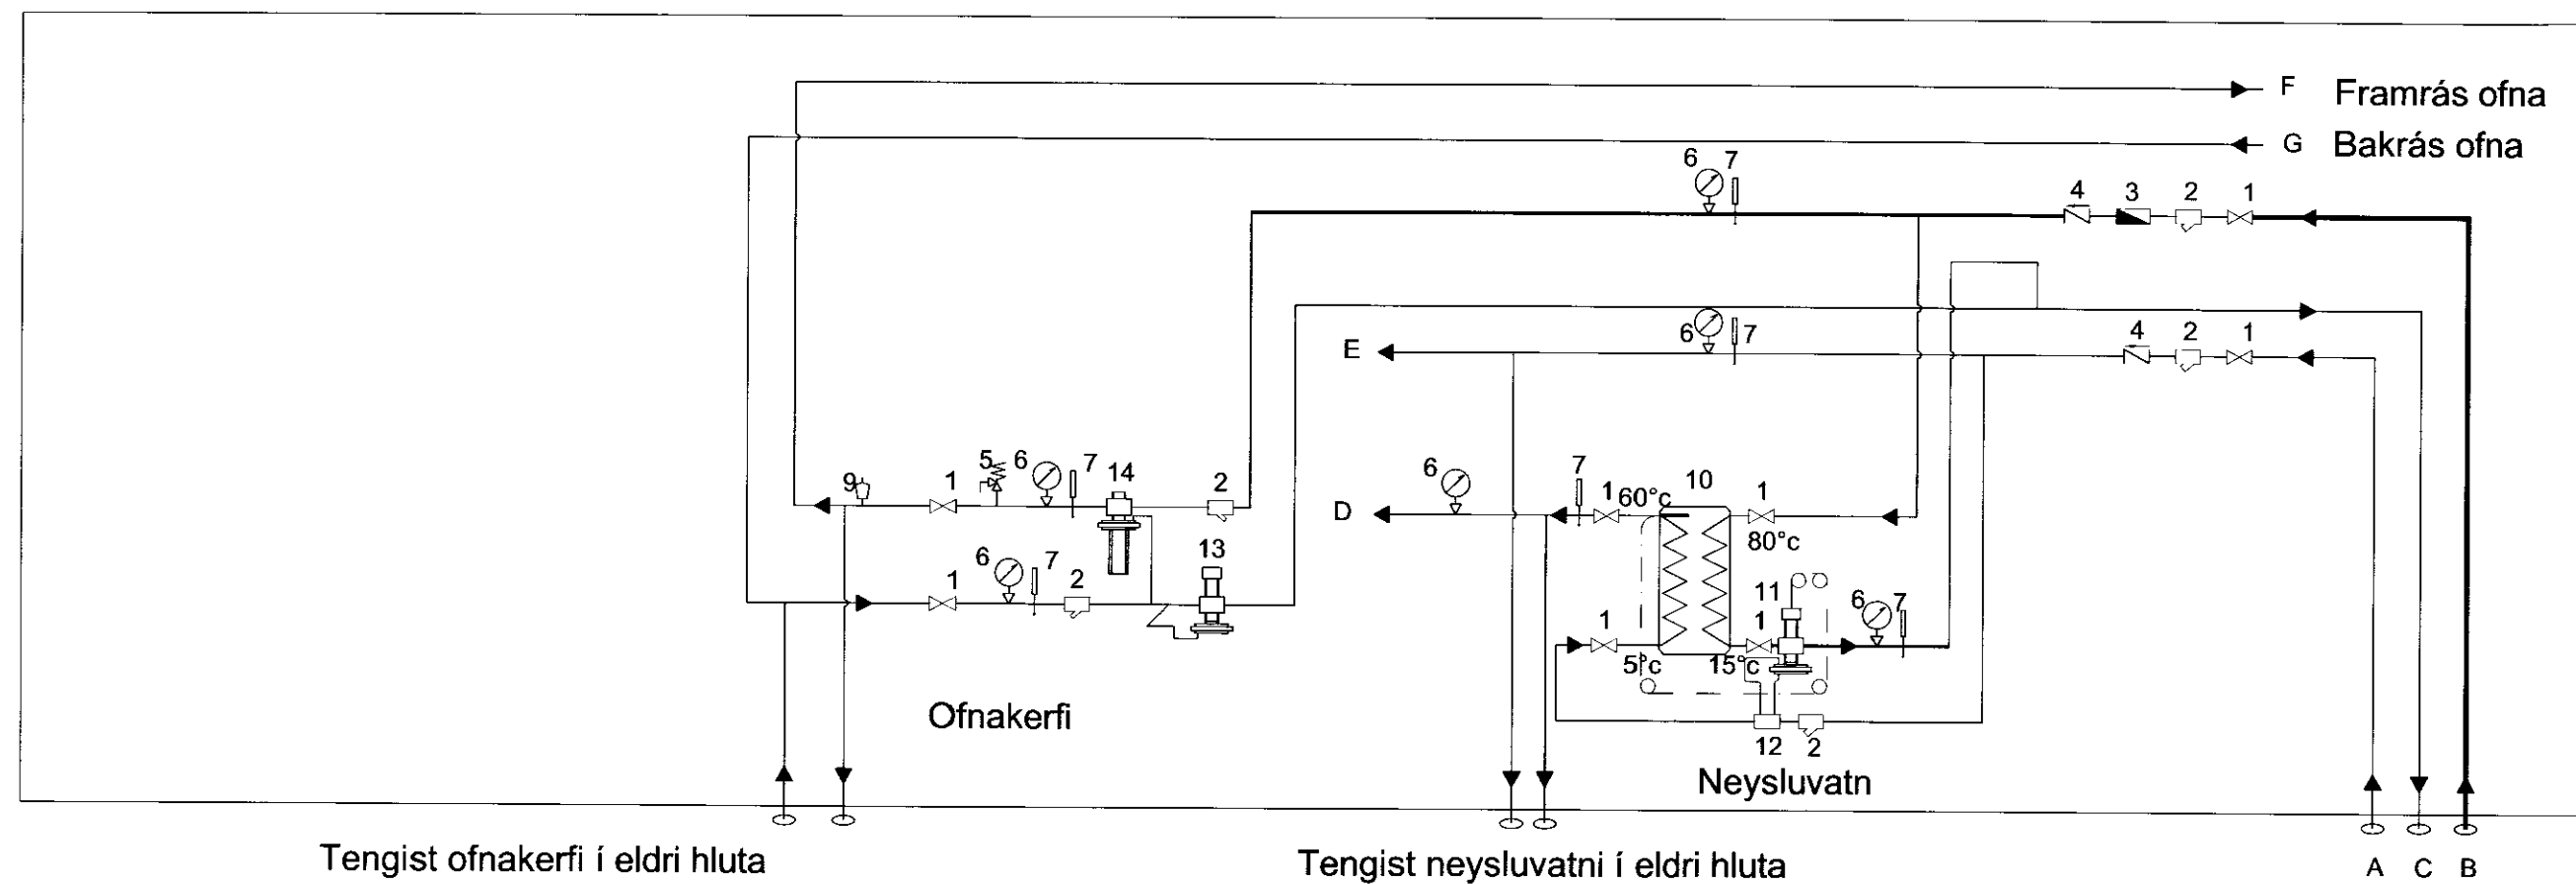 F Framrás ofna
G Bakrás ofna
6 7
4 3 2 1
6 7
E
4 2 1
9 1 5 6 7 14 2
6 D 7 1 60°c 10 1
80°c
1 6 7 2 13
1 11 1 6 7
5°c 15°c
Ofnakerfi
12 2
Neysluvatn
Tengist ofnakerfi í eldri hluta
Tengist neysluvatni í eldri hluta
A C B